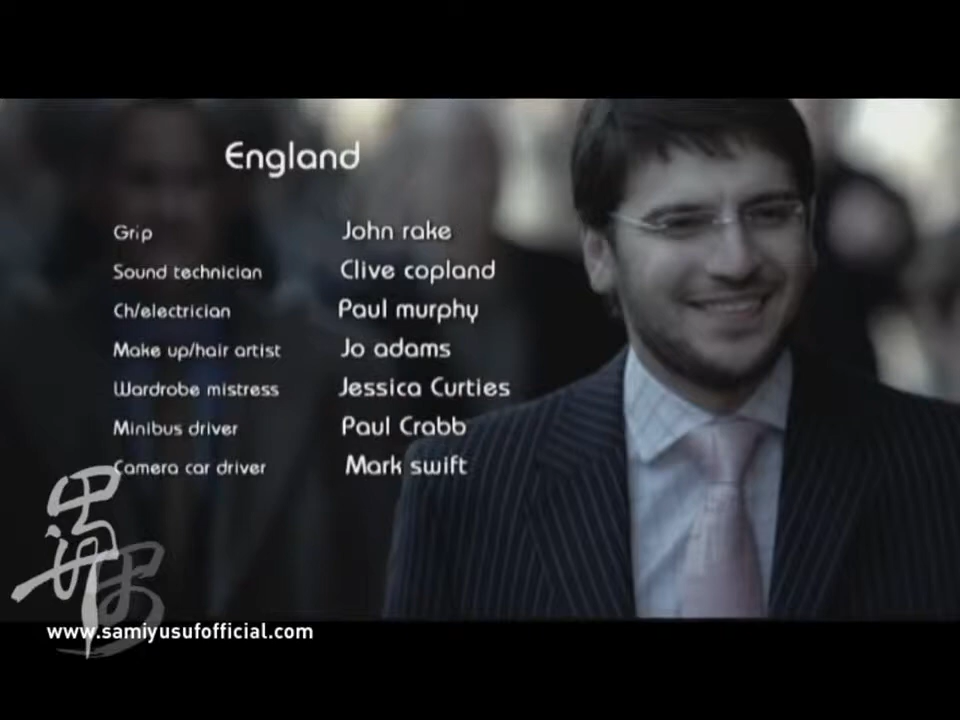 England
Grip John rake
Sound technician Clive copland
Ch/electrician Paul murphy
Make up/hair artist Jo adams
Wardrobe mistress Jessica Curties
Minibus driver Paul Crabb
Camera car driver Mark swift
www.samiyusufofficial.com